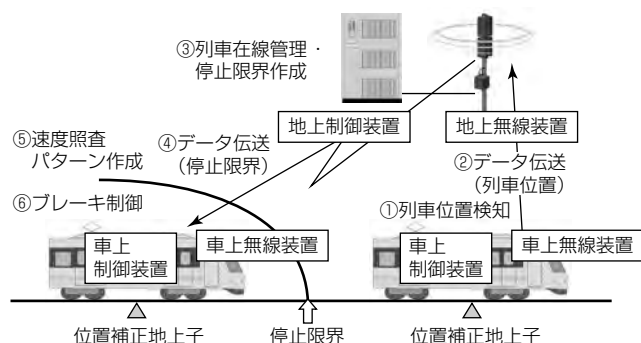 ③列車在線管理・
停止限界作成
地上制御装置
地上無線装置
⑤速度照査
パターン作成
④データ伝送
（停止限界）
②データ伝送
（列車位置）
⑥ブレーキ制御
①列車位置検知
車上
制御装置
車上無線装置
車上
制御装置
車上無線装置
位置補正地上子
停止限界
位置補正地上子